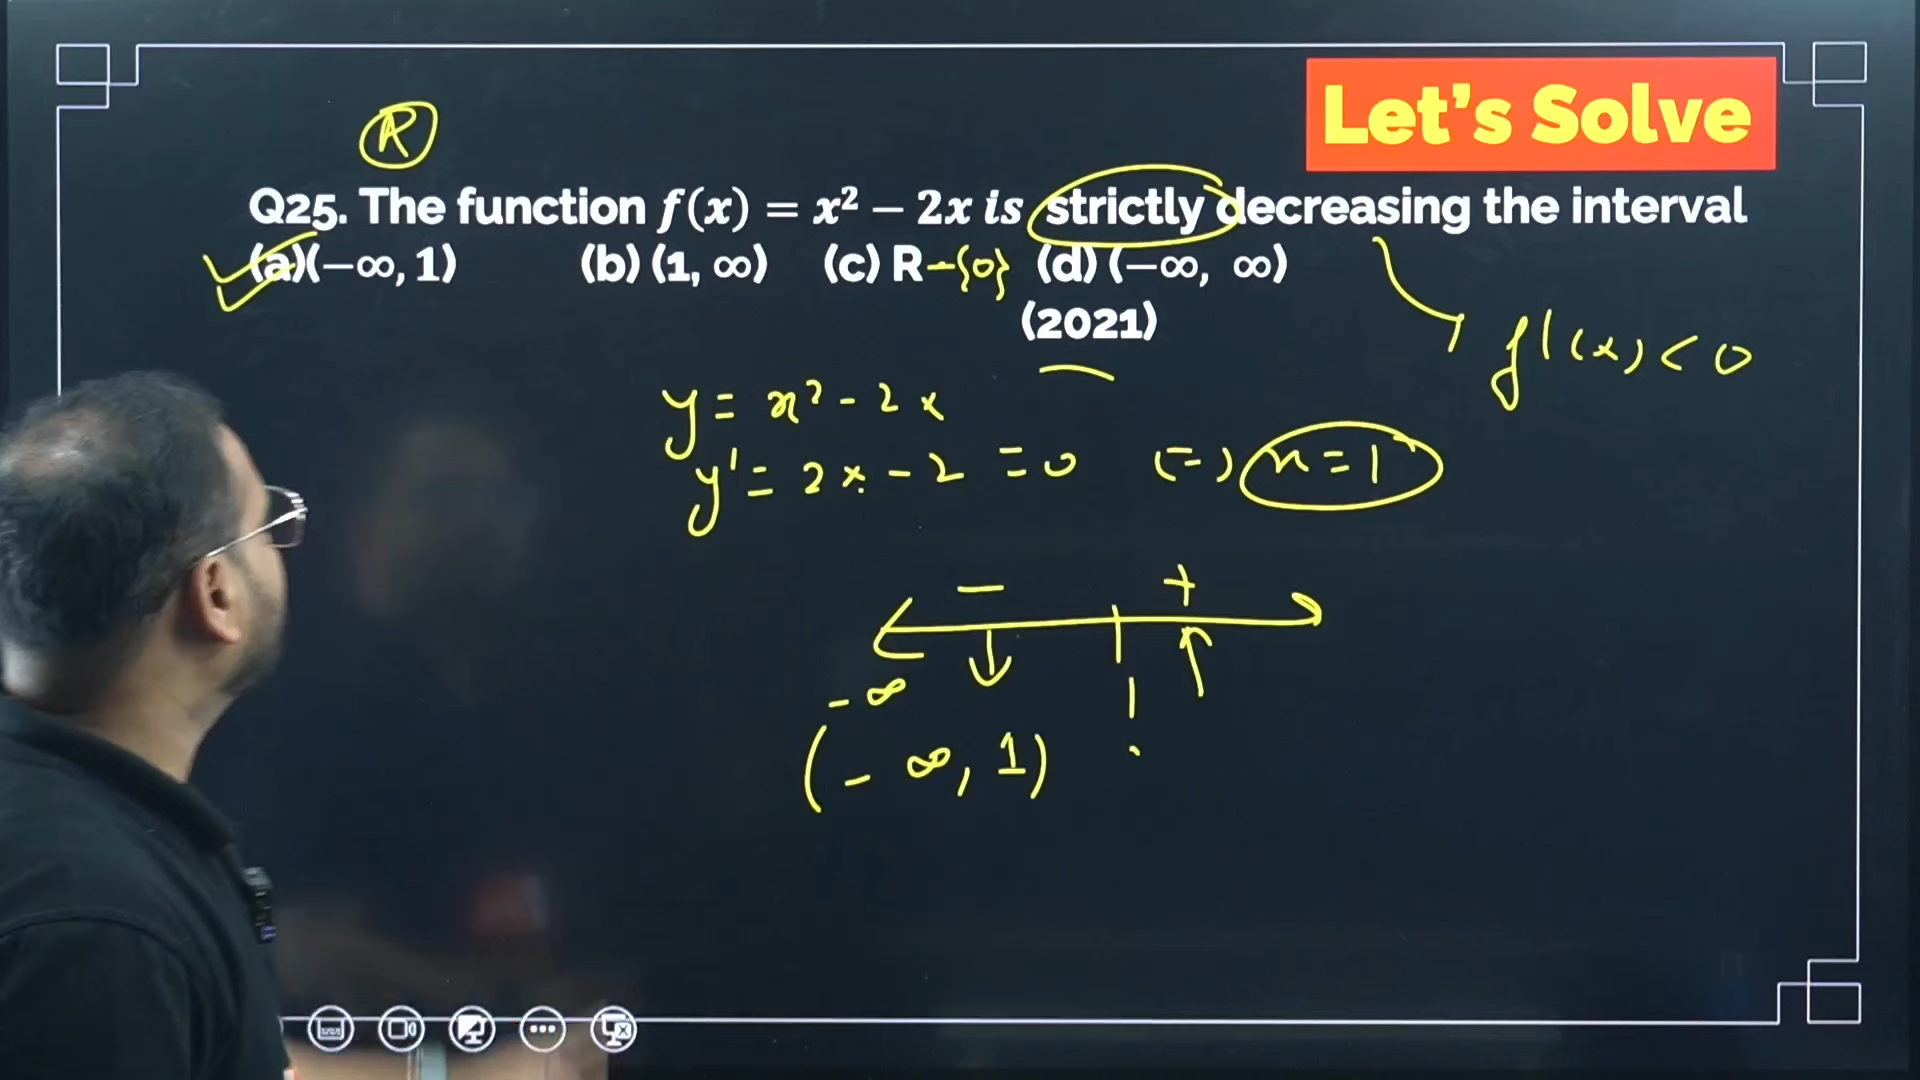 Let's Solve
R
Q25. The function f(x) = x² − 2x is strictly decreasing the interval
(a)(−∞, 1) (b) (1, ∞) (c) R −{0} (d) (−∞, ∞)
(2021)
f'(x) < 0
y = x² - 2x
y' = 2x - 2 = 0 (=) x = 1
− +
- ∞ 1
(- ∞, 1)